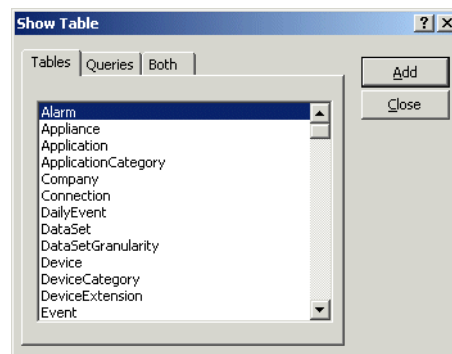 Show Table
Tables Queries Both
Add
Close
Alarm
Appliance
Application
ApplicationCategory
Company
Connection
DailyEvent
DataSet
DataSetGranularity
Device
DeviceCategory
DeviceExtension
Event